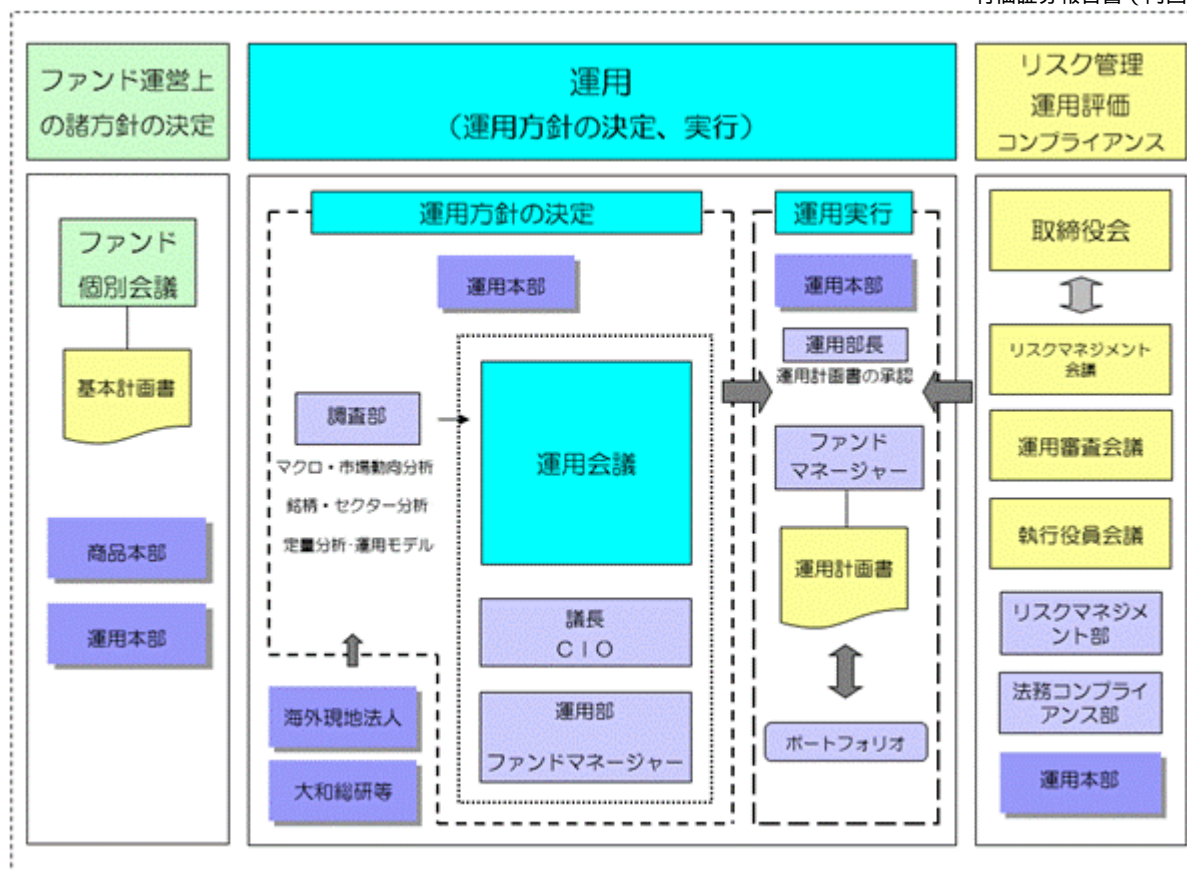 ファンド運営上
の諸方針の決定
運用
（運用方針の決定、実行）
リスク管理
運用評価
コンプライアンス
ファンド
個別会議
基本計画書
商品本部
運用本部
運用方針の決定
運用本部
調査部
マクロ・市場動向分析
銘柄・セクター分析
定量分析・運用モデル
運用会議
議長
ＣＩＯ
運用部
ファンドマネージャー
海外現地法人
大和総研等
運用実行
運用本部
運用部長
運用計画書の承認
ファンド
マネージャー
運用計画書
ポートフォリオ
取締役会
リスクマネジメント
会議
運用審査会議
執行役員会議
リスクマネジメ
ント部
法務コンプライ
アンス部
運用本部